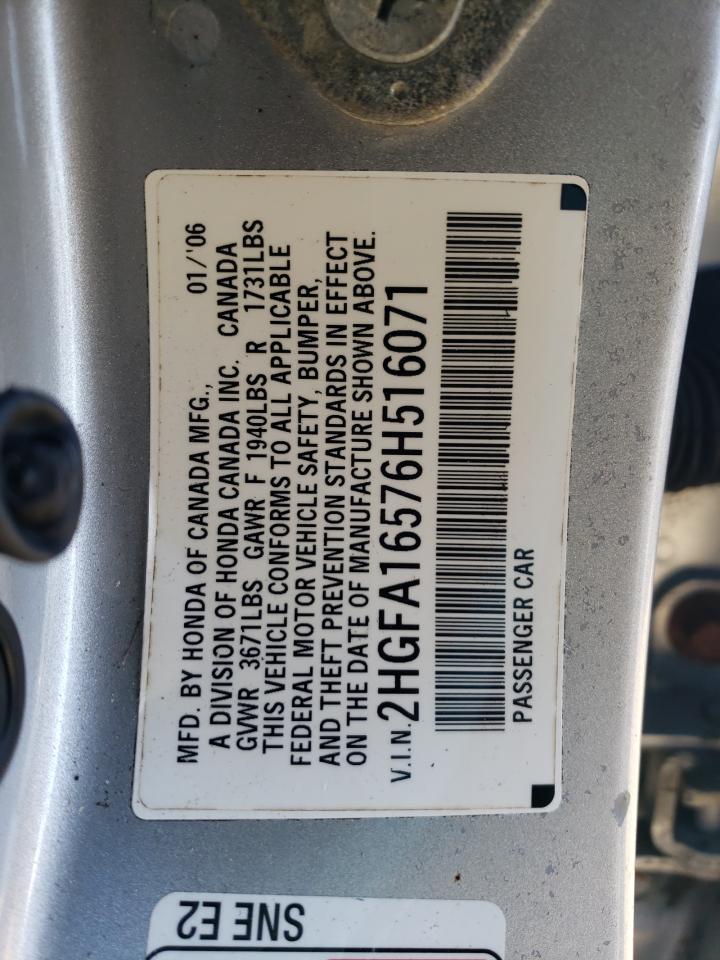 MFD. BY HONDA OF CANADA MFG., 01/'06
A DIVISION OF HONDA CANADA INC. CANADA
GVWR 3671LBS GAWR F 1940LBS R 1731LBS
THIS VEHICLE CONFORMS TO ALL APPLICABLE
FEDERAL MOTOR VEHICLE SAFETY, BUMPER,
AND THEFT PREVENTION STANDARDS IN EFFECT
ON THE DATE OF MANUFACTURE SHOWN ABOVE.
V.I.N. 2HGFA16576H516071
PASSENGER CAR
SNE E2